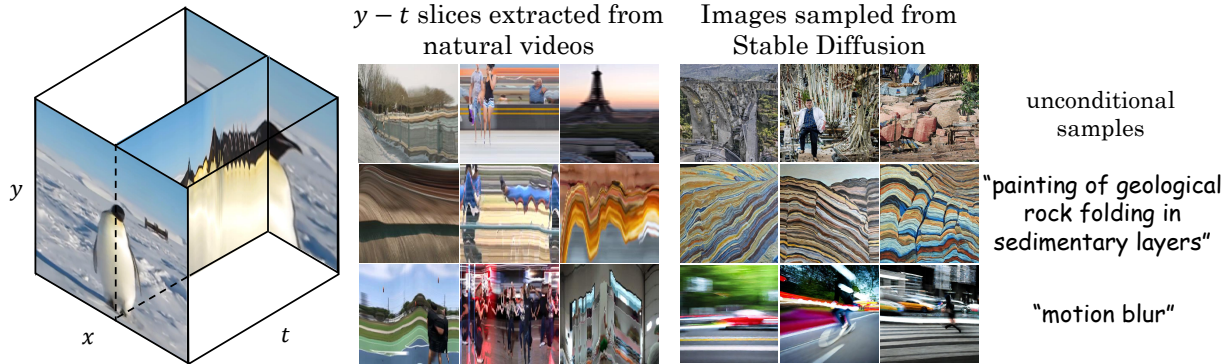 y − t slices extracted from
natural videos
Images sampled from
Stable Diffusion
y
x
t
unconditional
samples
“painting of geological
rock folding in
sedimentary layers”
“motion blur”